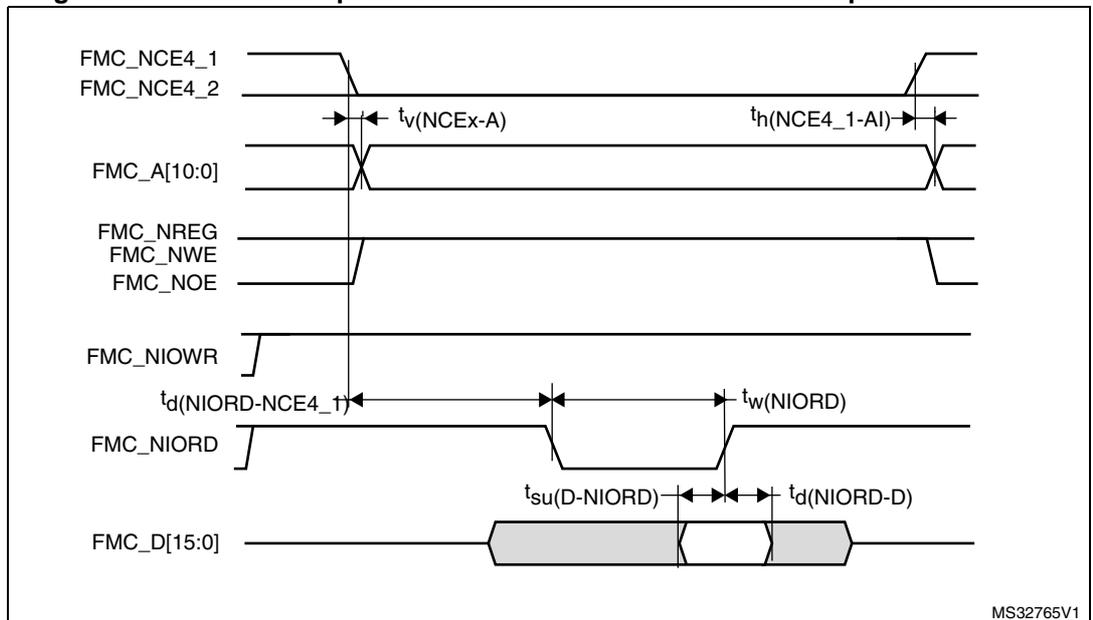 FMC_NCE4_1
FMC_NCE4_2
tv(NCEx-A)
th(NCE4_1-AI)
FMC_A[10:0]
FMC_NREG
FMC_NWE
FMC_NOE
FMC_NIOWR
td(NIORD-NCE4_1)
tw(NIORD)
FMC_NIORD
tsu(D-NIORD)
td(NIORD-D)
FMC_D[15:0]
MS32765V1